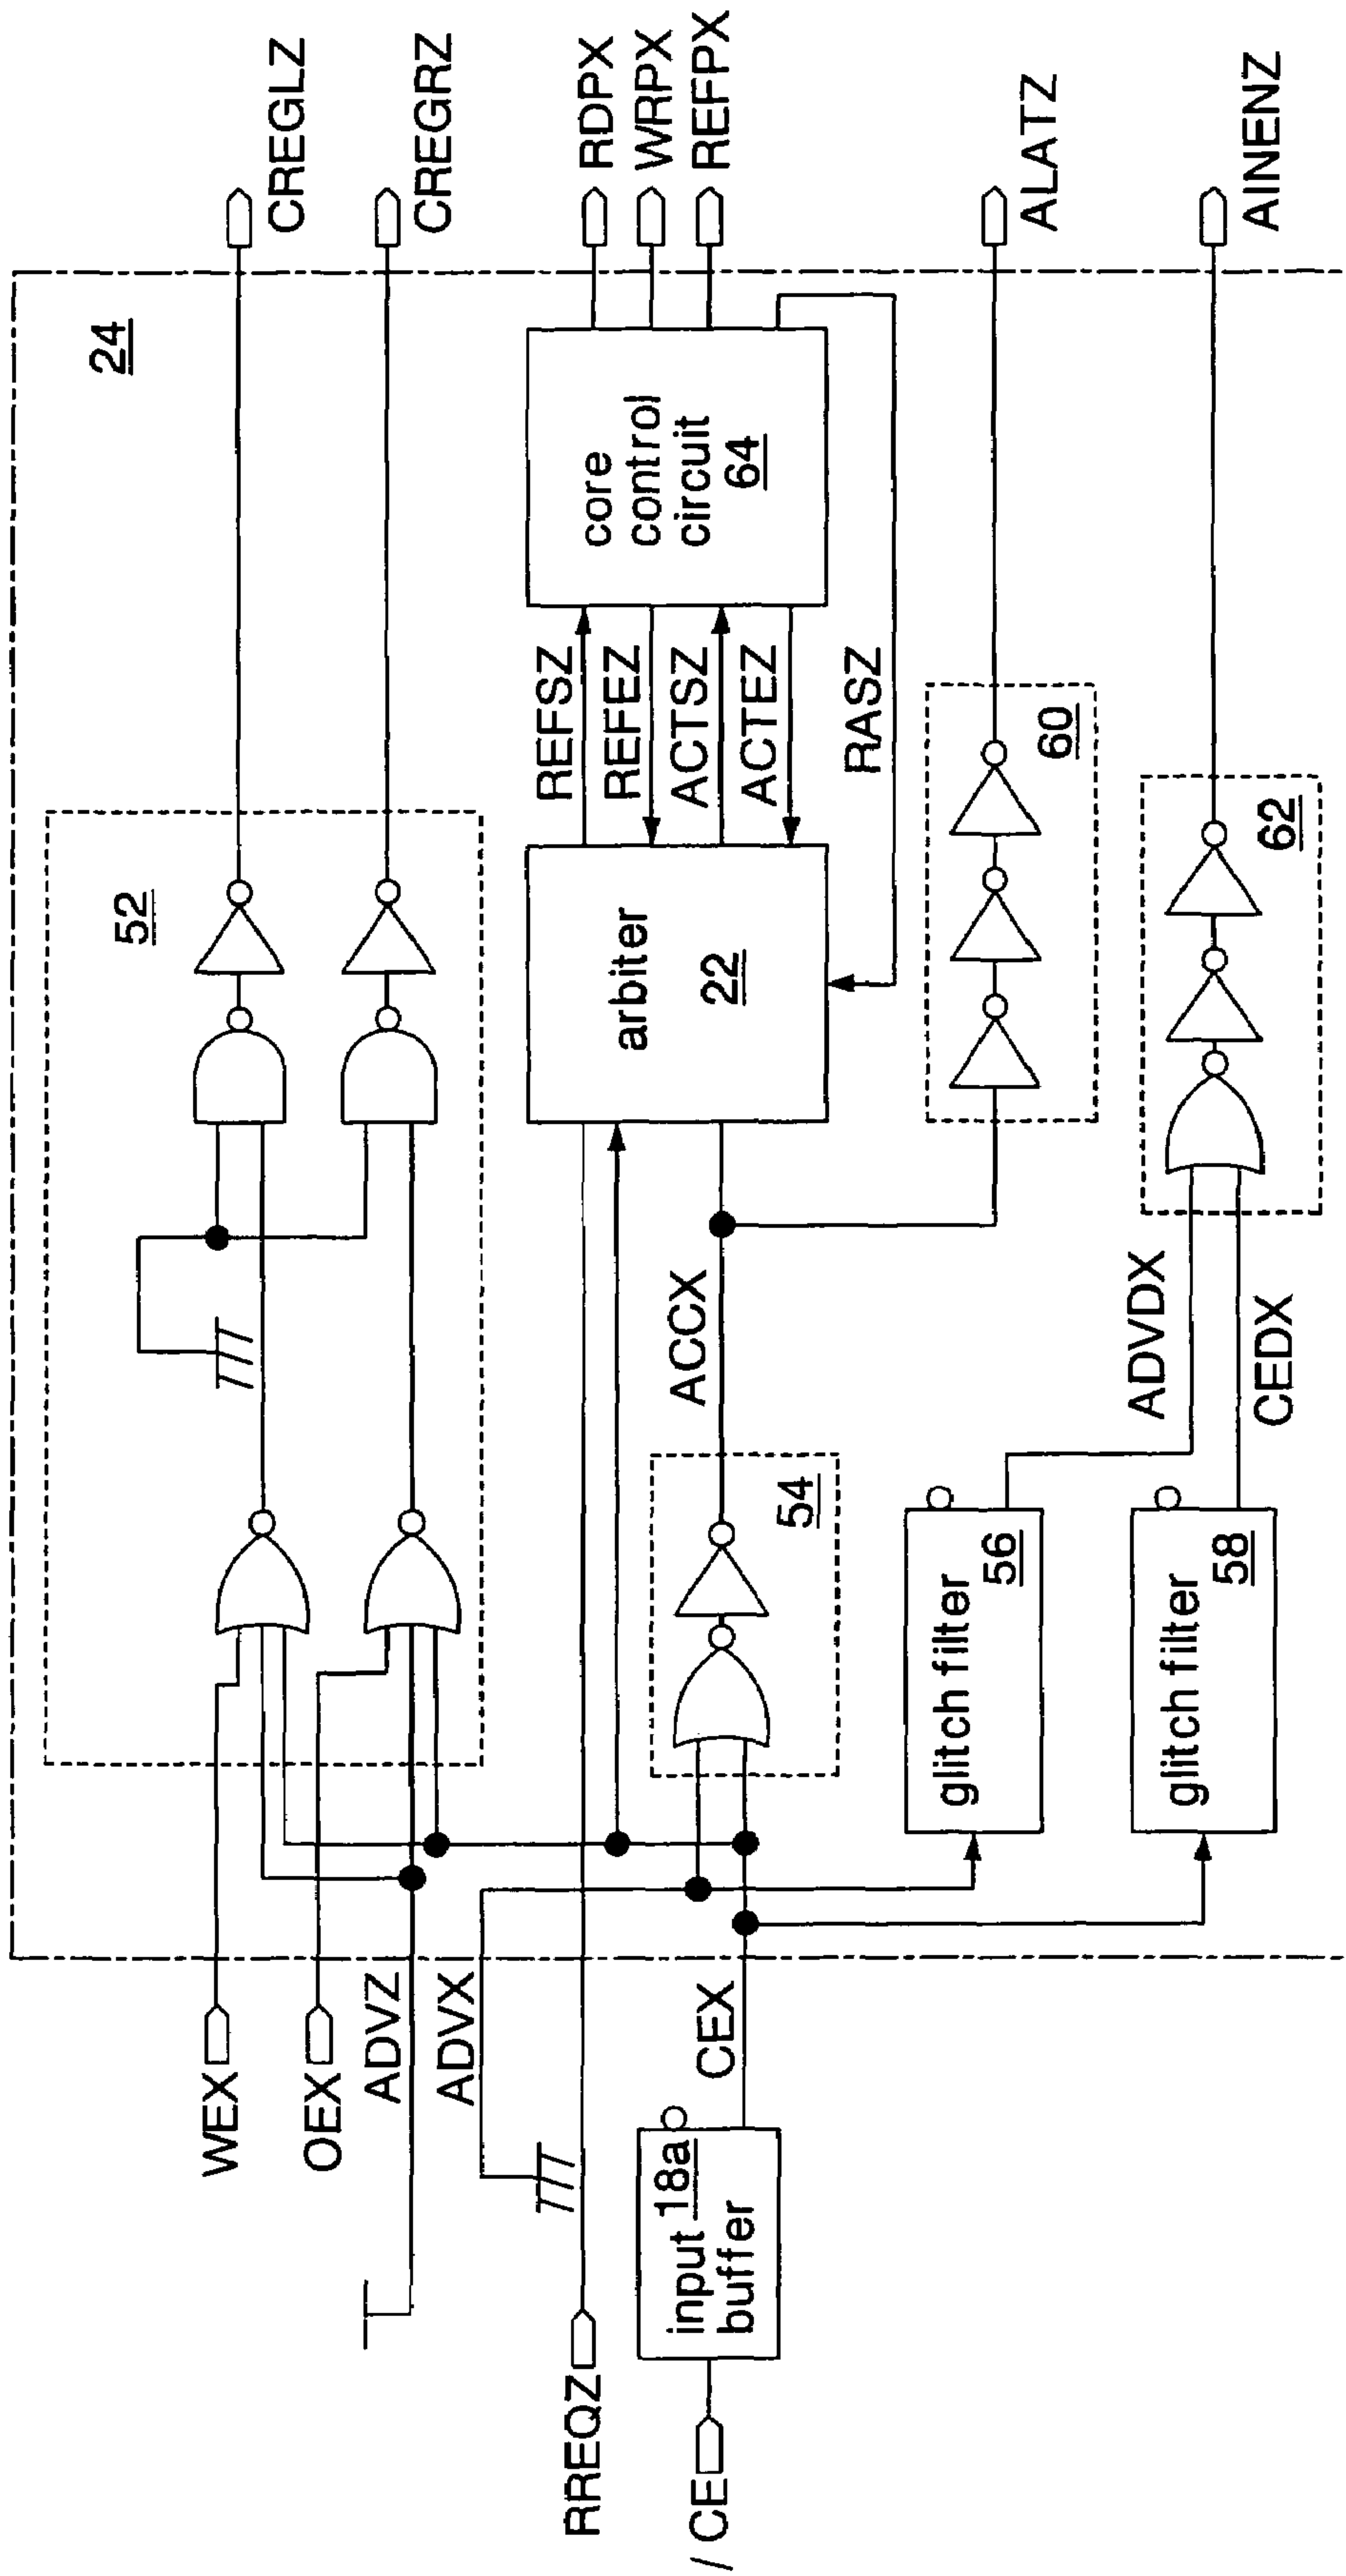 WEX
OEX
ADVZ
ADVX
RREQZ
/ CE
input 18a
buffer
CEX
24
52
CREGLZ
CREGRZ
54
ACCX
arbiter
22
REFSZ
REFEZ
ACTSZ
ACTEZ
RASZ
core
control
circuit
64
RDPX
WRPX
REFPX
60
ALATZ
glitch filter
56
ADVDX
glitch filter
58
CEDX
62
AINENZ